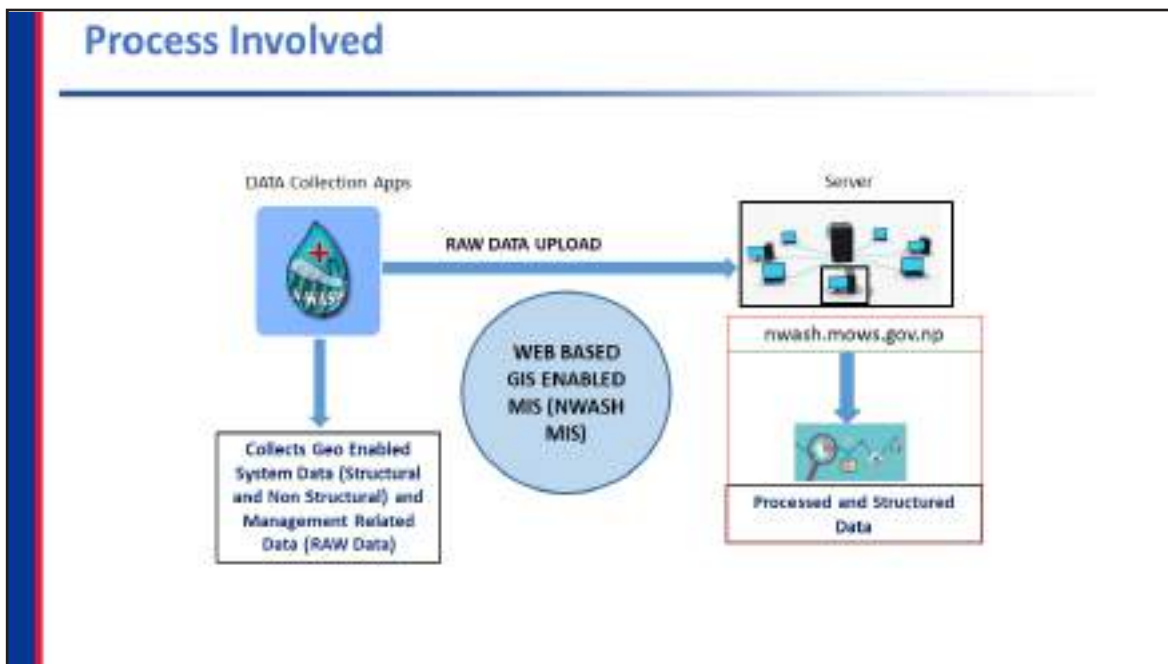 Process Involved
DATA Collection Apps
Server
NWASH
RAW DATA UPLOAD
nwash.mows.gov.np
WEB BASED
GIS ENABLED
MIS (NWASH
MIS)
Collects Geo Enabled
System Data (Structural
and Non Structural) and
Management Related
Data (RAW Data)
Processed and Structured
Data